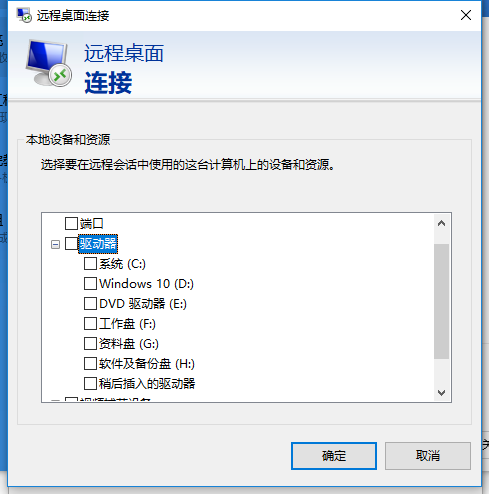 远程桌面连接
远程桌面
连接
本地设备和资源
选择要在远程会话中使用的这台计算机上的设备和资源。
端口
驱动器
系统 (C:)
Windows 10 (D:)
DVD 驱动器 (E:)
工作盘 (F:)
资料盘 (G:)
软件及备份盘 (H:)
稍后插入的驱动器
确定
取消